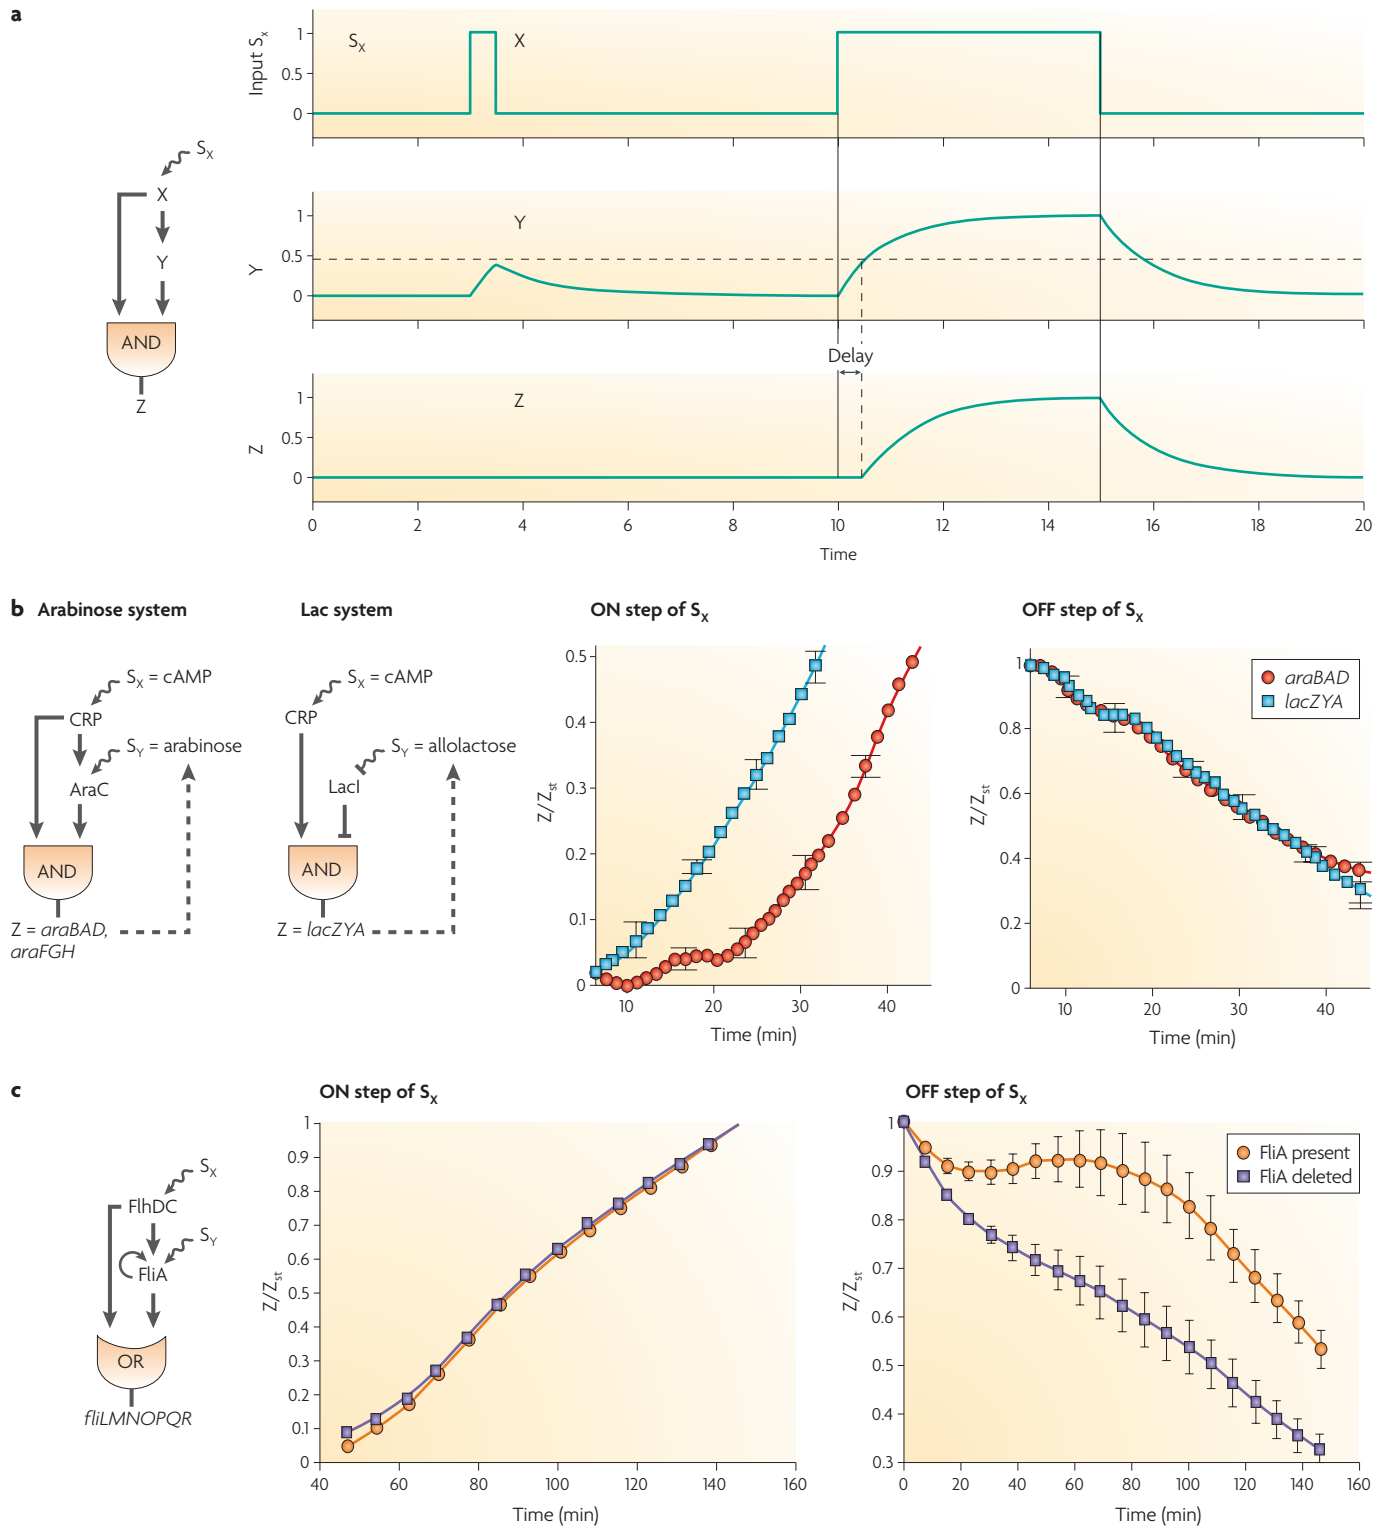 a
Input Sx
1
0.5
0
Sx
X
Sx
X
Y
AND
Z
Y
1
0.5
0
Y
Delay
Z
1
0.5
0
Z
0 2 4 6 8 10 12 14 16 18 20
Time
b Arabinose system
Sx = cAMP
CRP
SY = arabinose
AraC
AND
Z = araBAD,
araFGH
Lac system
Sx = cAMP
CRP
SY = allolactose
LacI
AND
Z = lacZYA
ON step of Sx
Z/Zst
0.5
0.4
0.3
0.2
0.1
0
10 20 30 40
Time (min)
OFF step of Sx
araBAD
lacZYA
Z/Zst
1
0.8
0.6
0.4
0.2
0
10 20 30 40
Time (min)
c
Sx
FlhDC
SY
FliA
OR
fliLMNOPQR
ON step of Sx
Z/Zst
1
0.9
0.8
0.7
0.6
0.5
0.4
0.3
0.2
0.1
0
40 60 80 100 120 140 160
Time (min)
OFF step of Sx
FliA present
FliA deleted
Z/Zst
1
0.9
0.8
0.7
0.6
0.5
0.4
0.3
0 20 40 60 80 100 120 140 160
Time (min)